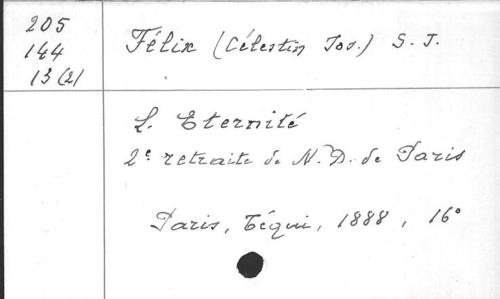 205
144
13(2)
Félix (Célestin Jos.) S. J.
L. Eternité
2e retraite de N. D. de Paris
Paris, Téqui, 1888, 16°